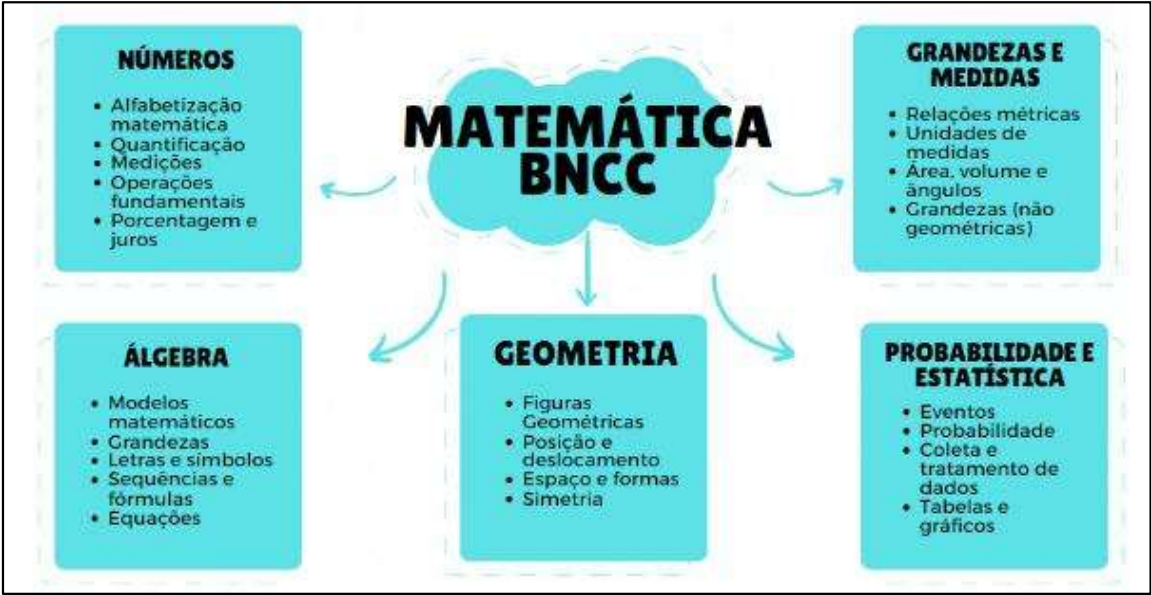 MATEMÁTICA
BNCC
NÚMEROS
• Alfabetização
matemática
• Quantificação
• Medições
• Operações
fundamentais
• Porcentagem e
juros
GRANDEZAS E
MEDIDAS
• Relações métricas
• Unidades de
medidas
• Área, volume e
ângulos
• Grandezas (não
geométricas)
ÁLGEBRA
• Modelos
matemáticos
• Grandezas
• Letras e símbolos
• Sequências e
fórmulas
• Equações
GEOMETRIA
• Figuras
Geométricas
• Posição e
deslocamento
• Espaço e formas
• Simetria
PROBABILIDADE E
ESTATÍSTICA
• Eventos
• Probabilidade
• Coleta e
tratamento de
dados
• Tabelas e
gráficos